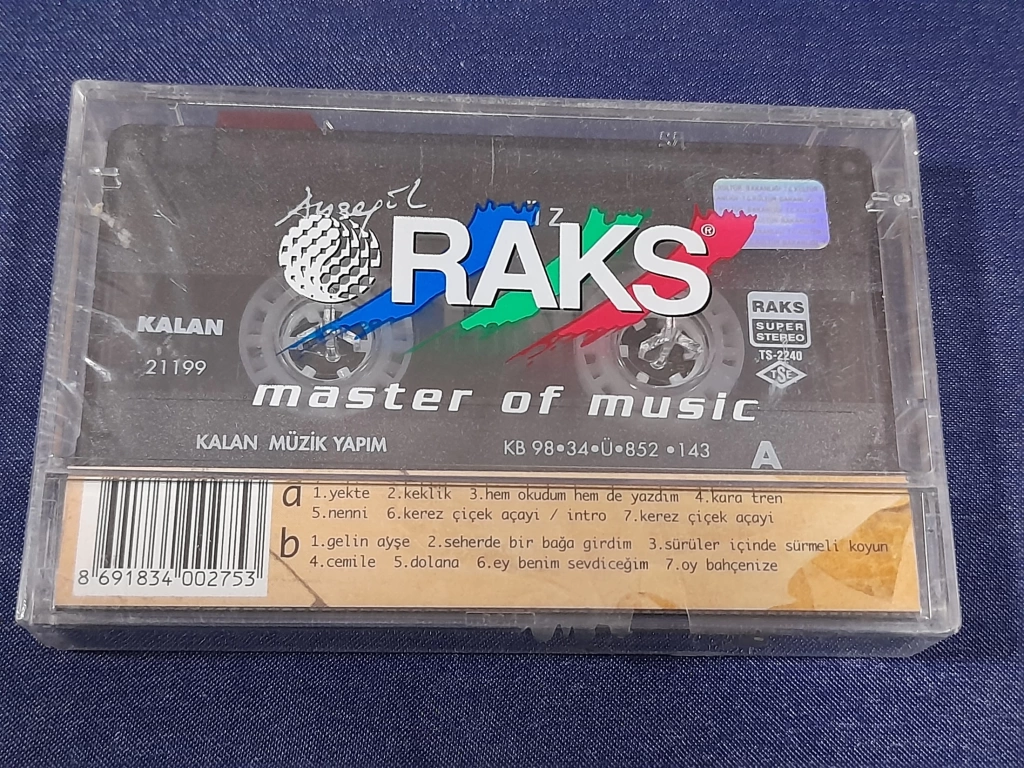 Ayşegül
RAKS®
RAKS
SUPER
STEREO
TS-2240
TSE
KALAN
21199
master of music
KALAN MÜZİK YAPIM
KB 98•34•Ü•852 •143
A
a 1.yekte 2.keklik 3.hem okudum hem de yazdım 4.kara tren
5.nenni 6.kerez çiçek açayi / intro 7.kerez çiçek açayi
b 1.gelin ayşe 2.seherde bir bağa girdim 3.sürüler içinde sürmeli koyun
4.cemile 5.dolana 6.ey benim sevdiceğim 7.oy bahçenize
8 691834 002753